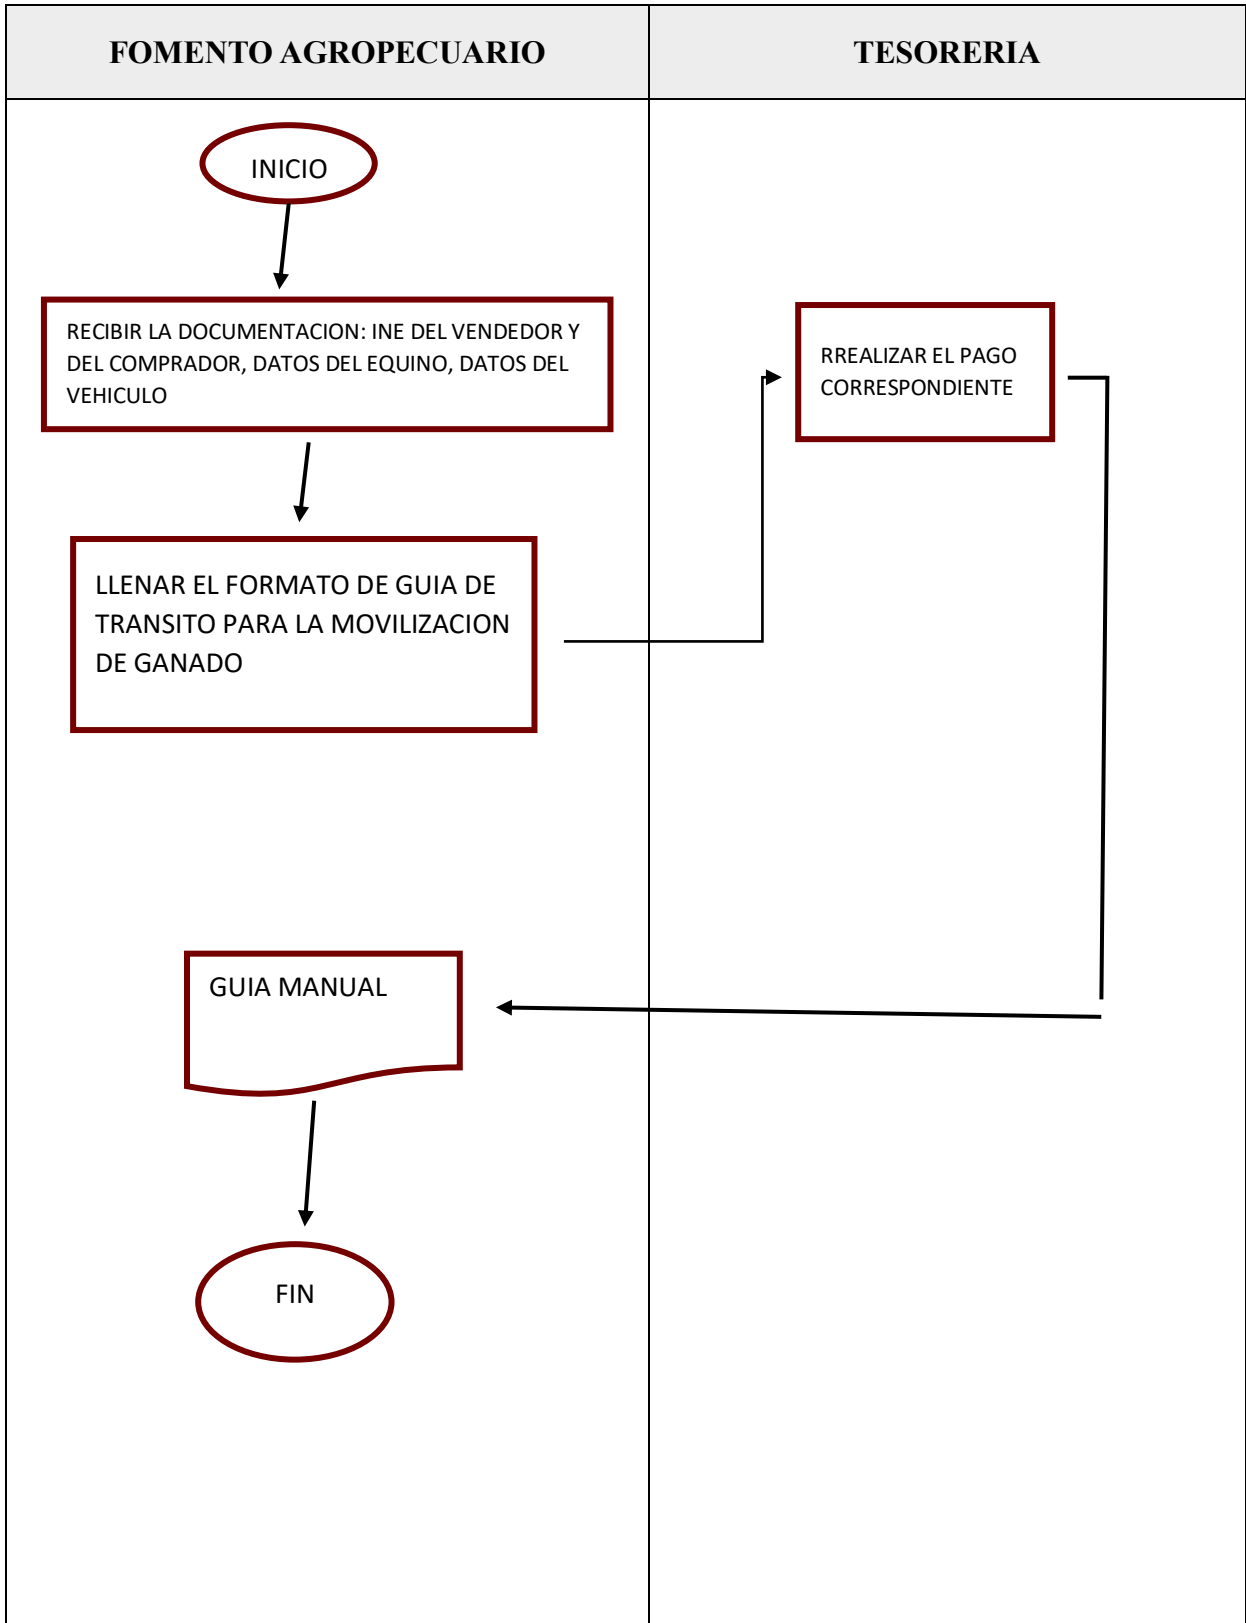 FOMENTO AGROPECUARIO
TESORERIA
INICIO
RECIBIR LA DOCUMENTACION: INE DEL VENDEDOR Y
DEL COMPRADOR, DATOS DEL EQUINO, DATOS DEL
VEHICULO
RREALIZAR EL PAGO
CORRESPONDIENTE
LLENAR EL FORMATO DE GUIA DE
TRANSITO PARA LA MOVILIZACION
DE GANADO
GUIA MANUAL
FIN